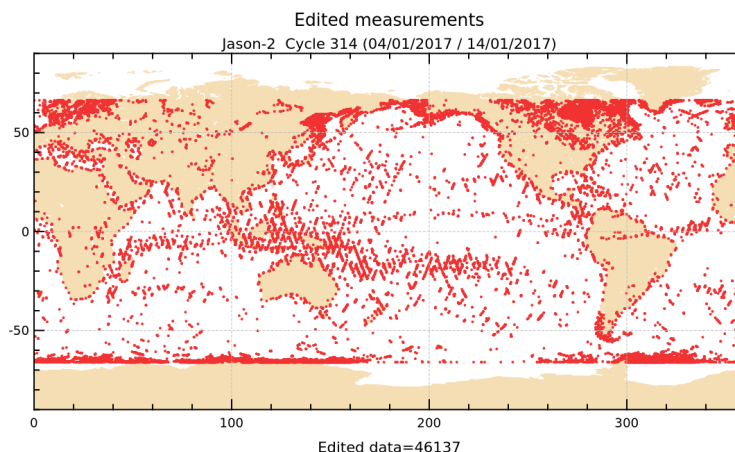 Edited measurements
Jason-2 Cycle 314 (04/01/2017 / 14/01/2017)
50
0
-50
0 100 200 300
Edited data=46137